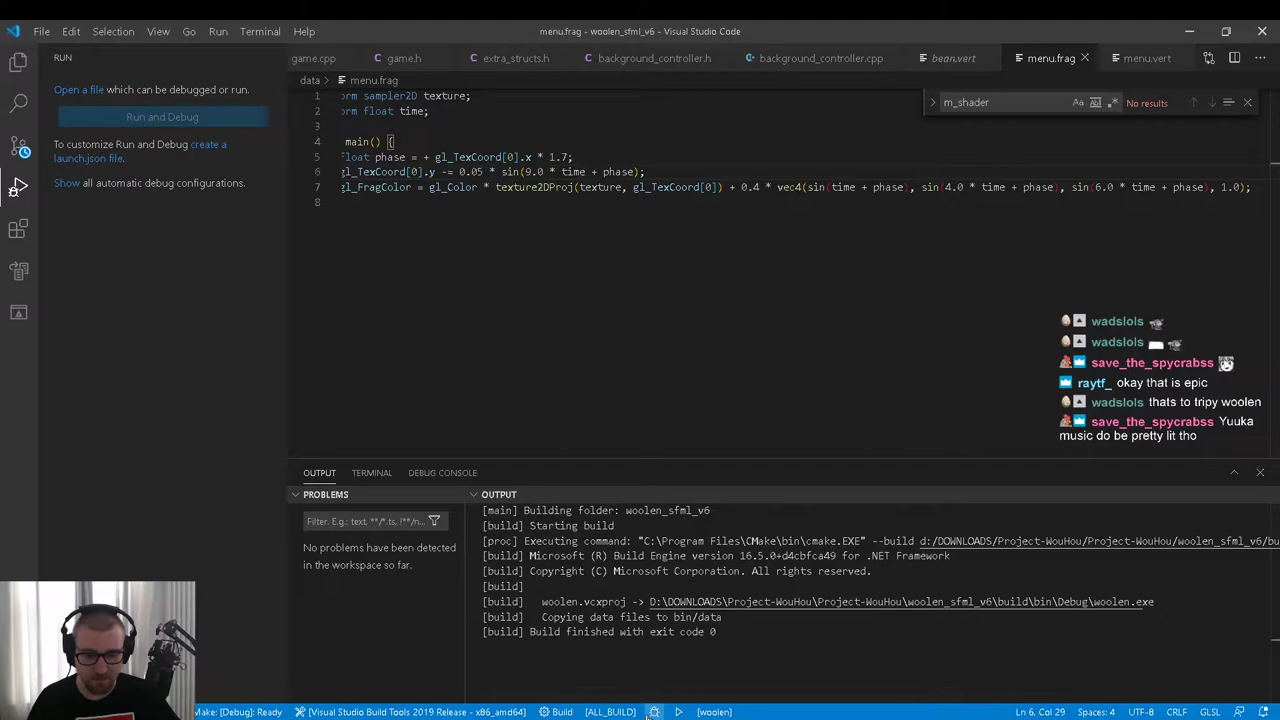 File Edit Selection View Go Run Terminal Help
menu.frag - woolen_sfml_v6 - Visual Studio Code
RUN
game.cpp game.h extra_structs.h background_controller.h background_controller.cpp bean.vert menu.frag menu.vert
data > menu.frag
m_shader Aa No results
Open a file which can be debugged or run.
Run and Debug
To customize Run and Debug create a
launch.json file.
Show all automatic debug configurations.
1 orm sampler2D texture;
2 orm float time;
3
4 main() {
5 float phase = + gl_TexCoord[0].x * 1.7;
6 gl_TexCoord[0].y -= 0.05 * sin(9.0 * time + phase);
7 gl_FragColor = gl_Color * texture2DProj(texture, gl_TexCoord[0]) + 0.4 * vec4(sin(time + phase), sin(4.0 * time + phase), sin(6.0 * time + phase), 1.0);
8
wadslols
wadslols
save_the_spycrabss
raytf_ okay that is epic
wadslols thats to tripy woolen
save_the_spycrabss Yuuka
music do be pretty lit tho
OUTPUT TERMINAL DEBUG CONSOLE
PROBLEMS
Filter. E.g.: text, **/*.ts, !**/n...
No problems have been detected
in the workspace so far.
OUTPUT
[main] Building folder: woolen_sfml_v6
[build] Starting build
[proc] Executing command: "C:\Program Files\CMake\bin\cmake.EXE" --build d:/DOWNLOADS/Project-WouHou/Project-WouHou/woolen_sfml_v6/bu
[build] Microsoft (R) Build Engine version 16.5.0+d4cbfca49 for .NET Framework
[build] Copyright (C) Microsoft Corporation. All rights reserved.
[build]
[build] woolen.vcxproj -> D:\DOWNLOADS\Project-WouHou\Project-WouHou\woolen_sfml_v6\build\bin\Debug\woolen.exe
[build] Copying data files to bin/data
[build] Build finished with exit code 0
Make: [Debug]: Ready [Visual Studio Build Tools 2019 Release - x86_amd64] Build [ALL_BUILD] [woolen] Ln 6, Col 29 Spaces: 4 UTF-8 CRLF GLSL